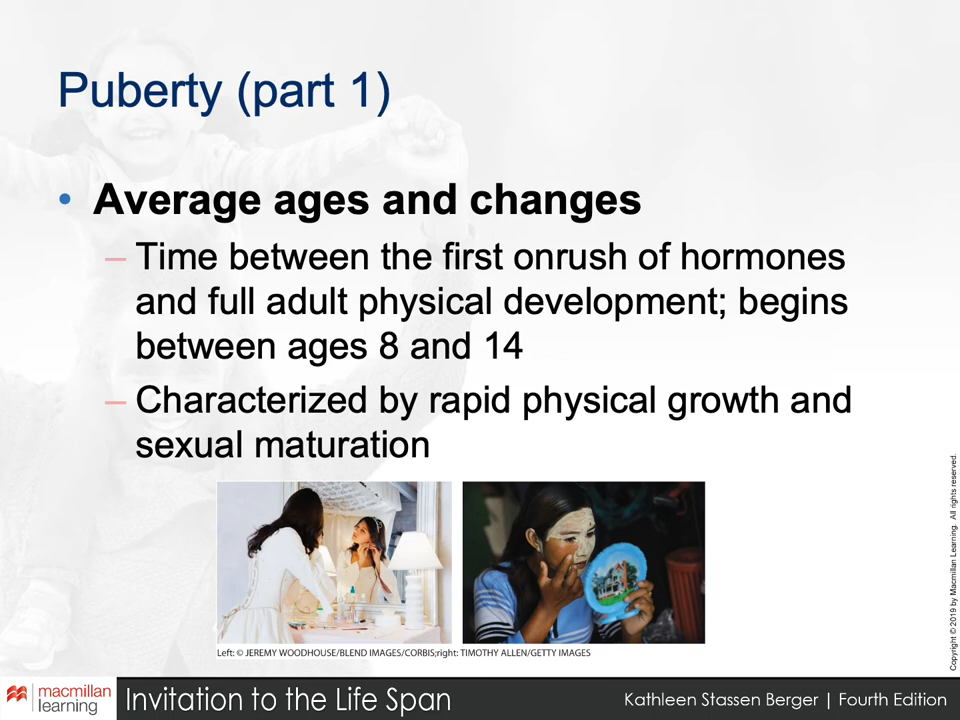 Puberty (part 1)
• Average ages and changes
– Time between the first onrush of hormones
and full adult physical development; begins
between ages 8 and 14
– Characterized by rapid physical growth and
sexual maturation
Left: © JEREMY WOODHOUSE/BLEND IMAGES/CORBIS;right: TIMOTHY ALLEN/GETTY IMAGES
Copyright © 2019 by Macmillan Learning. All rights reserved.
macmillan
learning
Invitation to the Life Span
Kathleen Stassen Berger | Fourth Edition